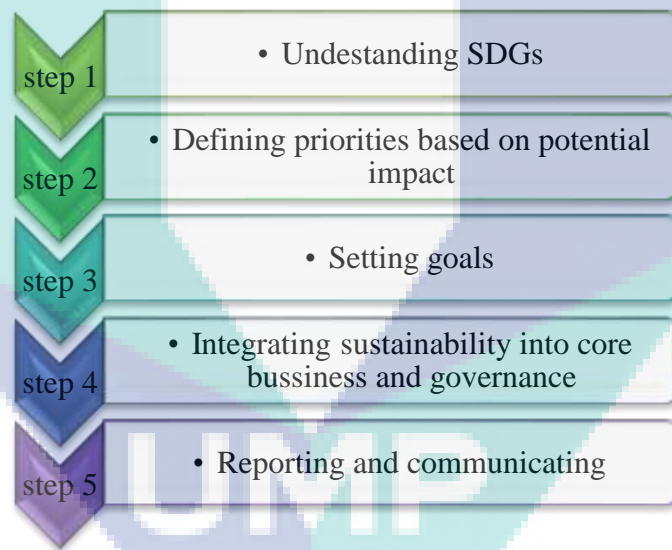 step 1
• Undestanding SDGs
step 2
• Defining priorities based on potential
impact
step 3
• Setting goals
step 4
• Integrating sustainability into core
bussiness and governance
step 5
• Reporting and communicating
UMP